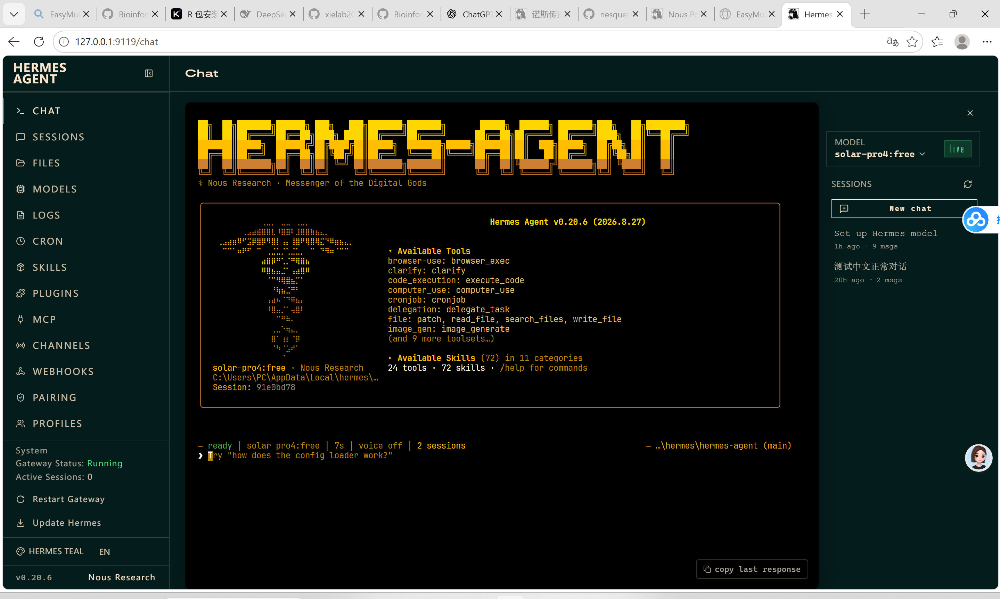 EasyMul
Bioinfor
R 包安装
DeepSe
xielab20
Bioinfor
ChatGPT
诺斯传
nesquer
Nous Po
EasyMul
Hermes
127.0.0.1:9119/chat
HERMES
AGENT
CHAT
SESSIONS
FILES
MODELS
LOGS
CRON
SKILLS
PLUGINS
MCP
CHANNELS
WEBHOOKS
PAIRING
PROFILES
System
Gateway Status: Running
Active Sessions: 0
Restart Gateway
Update Hermes
HERMES TEAL EN
v0.20.6 Nous Research
Chat
HERMES-AGENT
Nous Research · Messenger of the Digital Gods
Hermes Agent v0.20.6 (2026.8.27)
▾ Available Tools
browser-use: browser_exec
clarify: clarify
code_execution: execute_code
computer_use: computer_use
cronjob: cronjob
delegation: delegate_task
file: patch, read_file, search_files, write_file
image_gen: image_generate
(and 9 more toolsets…)
▸ Available Skills (72) in 11 categories
24 tools · 72 skills · /help for commands
solar-pro4:free · Nous Research
C:\Users\PC\AppData\Local\hermes\…
Session: 91e0bd78
— ready | solar pro4:free | 7s | voice off | 2 sessions
— …\hermes\hermes-agent (main)
❯ Try "how does the config loader work?"
copy last response
MODEL
solar-pro4:free
live
SESSIONS
New chat
Set up Hermes model
1h ago · 9 msgs
测试中文正常对话
20h ago · 2 msgs